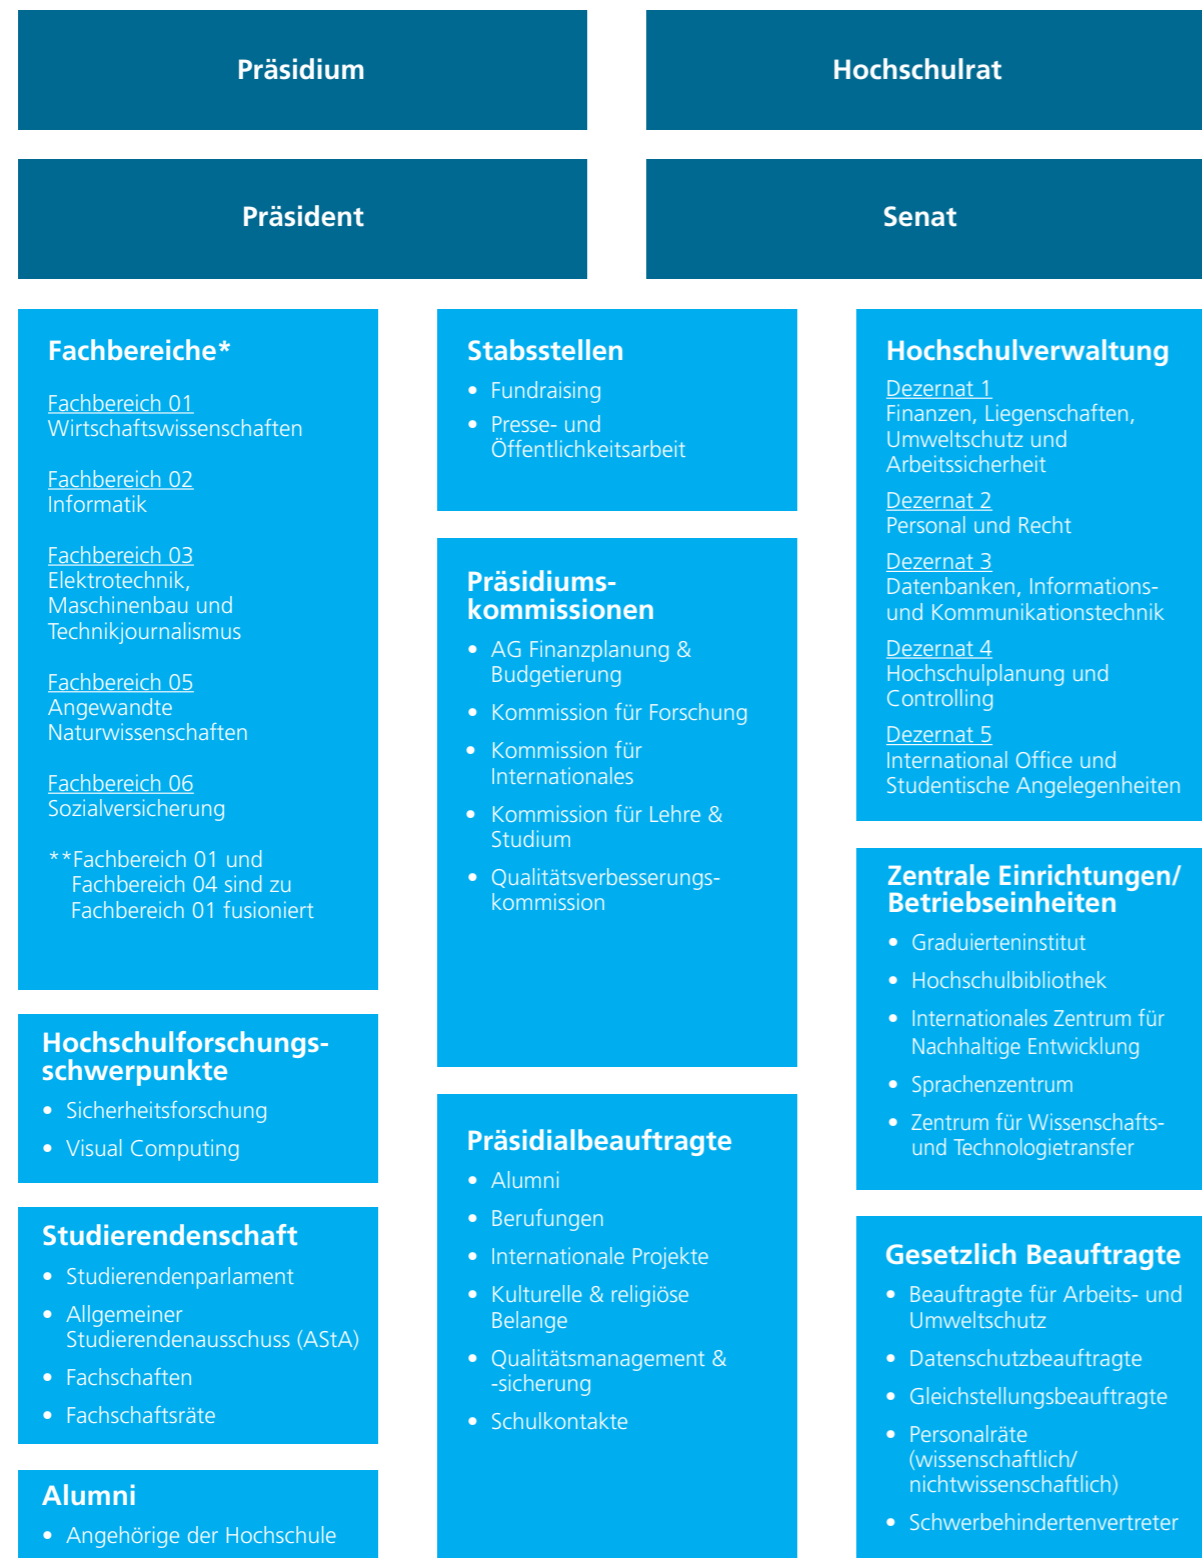 Präsidium
Hochschulrat
Präsident
Senat
Fachbereiche*
Fachbereich 01
Wirtschaftswissenschaften
Fachbereich 02
Informatik
Fachbereich 03
Elektrotechnik,
Maschinenbau und
Technikjournalismus
Fachbereich 05
Angewandte
Naturwissenschaften
Fachbereich 06
Sozialversicherung
**Fachbereich 01 und
Fachbereich 04 sind zu
Fachbereich 01 fusioniert
Hochschulforschungs-
schwerpunkte
• Sicherheitsforschung
• Visual Computing
Studierendenschaft
• Studierendenparlament
• Allgemeiner
Studierendenausschuss (AStA)
• Fachschaften
• Fachschaftsräte
Alumni
• Angehörige der Hochschule
Stabsstellen
• Fundraising
• Presse- und
Öffentlichkeitsarbeit
Präsidiums-
kommissionen
• AG Finanzplanung &
Budgetierung
• Kommission für Forschung
• Kommission für
Internationales
• Kommission für Lehre &
Studium
• Qualitätsverbesserungs-
kommission
Präsidialbeauftragte
• Alumni
• Berufungen
• Internationale Projekte
• Kulturelle & religiöse
Belange
• Qualitätsmanagement &
-sicherung
• Schulkontakte
Hochschulverwaltung
Dezernat 1
Finanzen, Liegenschaften,
Umweltschutz und
Arbeitssicherheit
Dezernat 2
Personal und Recht
Dezernat 3
Datenbanken, Informations-
und Kommunikationstechnik
Dezernat 4
Hochschulplanung und
Controlling
Dezernat 5
International Office und
Studentische Angelegenheiten
Zentrale Einrichtungen/
Betriebseinheiten
• Graduierteninstitut
• Hochschulbibliothek
• Internationales Zentrum für
Nachhaltige Entwicklung
• Sprachenzentrum
• Zentrum für Wissenschafts-
und Technologietransfer
Gesetzlich Beauftragte
• Beauftragte für Arbeits- und
Umweltschutz
• Datenschutzbeauftragte
• Gleichstellungsbeauftragte
• Personalräte
(wissenschaftlich/
nichtwissenschaftlich)
• Schwerbehindertenvertreter